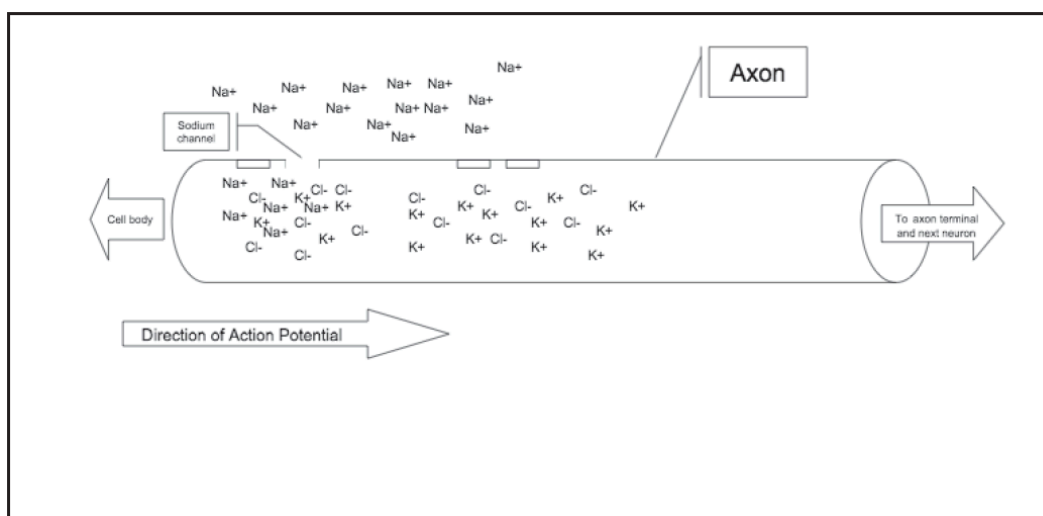 Na+
Na+ Na+ Na+ Na+ Na+
Na+ Na+ Na+ Na+ Na+
Na+ Na+ Na+ Na+
Axon
Sodium
channel
Na+ Na+ Cl- Cl- Cl- Cl-
Cl- K+ Cl- K+
Na+ Na+ K+ K+ Cl- K+
Na+ K+ K+
K+ Cl- Cl- K+ Cl-
Na+ Cl- K+
K+ K+ Cl-
Cl- K+ K+ K+
Cl- K+
Cell body
To axon terminal
and next neuron
Direction of Action Potential